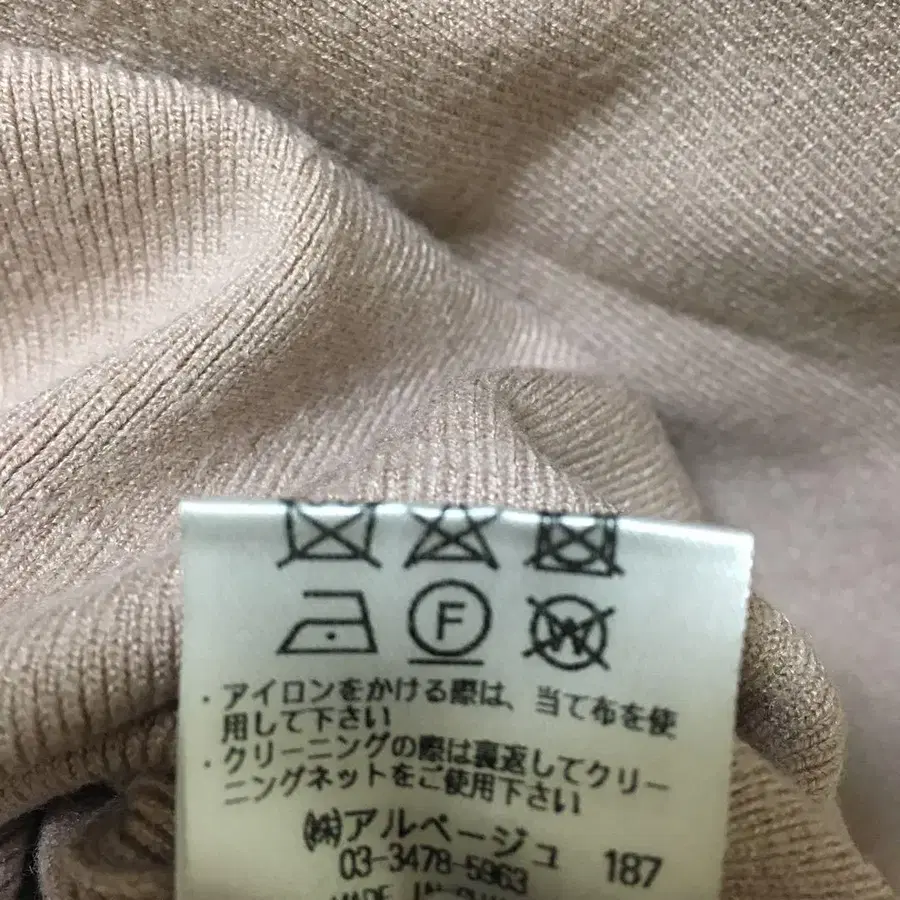 F W
・アイロンをかける際は、当て布を使
用して下さい
・クリーニングの際は裏返してクリー
ニングネットをご使用下さい
㈱アルページュ
03-3478-5963 187
MADE IN